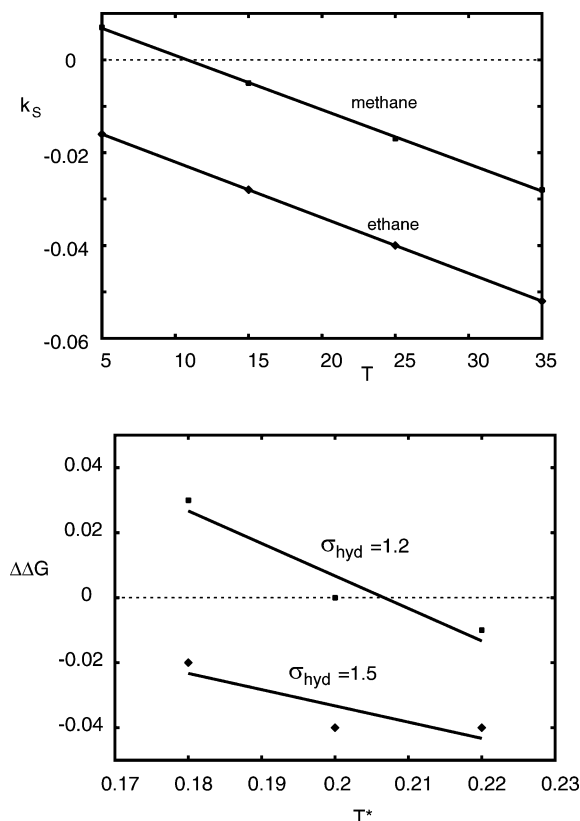 0
k_S
methane
-0.02
ethane
-0.04
-0.06
5 10 15 20 25 30 35
T
0.04
0.02
σ_hyd =1.2
ΔΔG
0
-0.02
σ_hyd =1.5
-0.04
0.17 0.18 0.19 0.2 0.21 0.22 0.23
T*